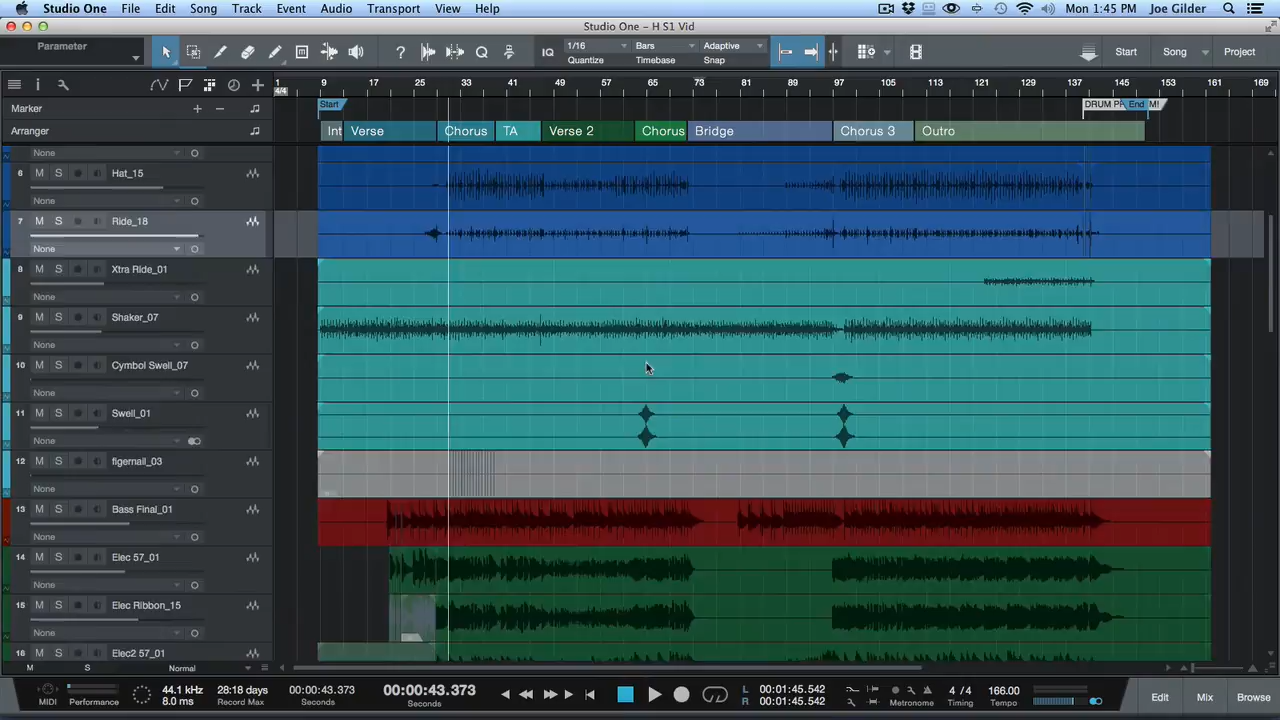 Studio One File Edit Song Track Event Audio Transport View Help Mon 1:45 PM Joe Gilder
Studio One - H S1 Vid
Parameter
IQ 1/16 Bars Adaptive Start Song Project
Quantize Timebase Snap
1 9 17 25 33 41 49 57 65 73 81 89 97 105 113 121 129 137 145 153 161 169
4/4
Marker Start DRUM End M!
Arranger Int Verse Chorus TA Verse 2 Chorus Bridge Chorus 3 Outro
None
6 M S Hat_15
None
7 M S Ride_18
None
8 M S Xtra Ride_01
None
9 M S Shaker_07
None
10 M S Cymbol Swell_07
None
11 M S Swell_01
None
12 M S figernail_03
None
13 M S Bass Final_01
None
14 M S Elec 57_01
None
15 M S Elec Ribbon_15
None
M S Elec2 57_01
M S Normal
MIDI Performance
44.1 kHz 28:18 days 00:00:43.373 00:00:43.373 L 00:01:45.542 4 / 4 166.00
8.0 ms Record Max Seconds Seconds R 00:01:45.542 Metronome Timing Tempo
Edit Mix Browse